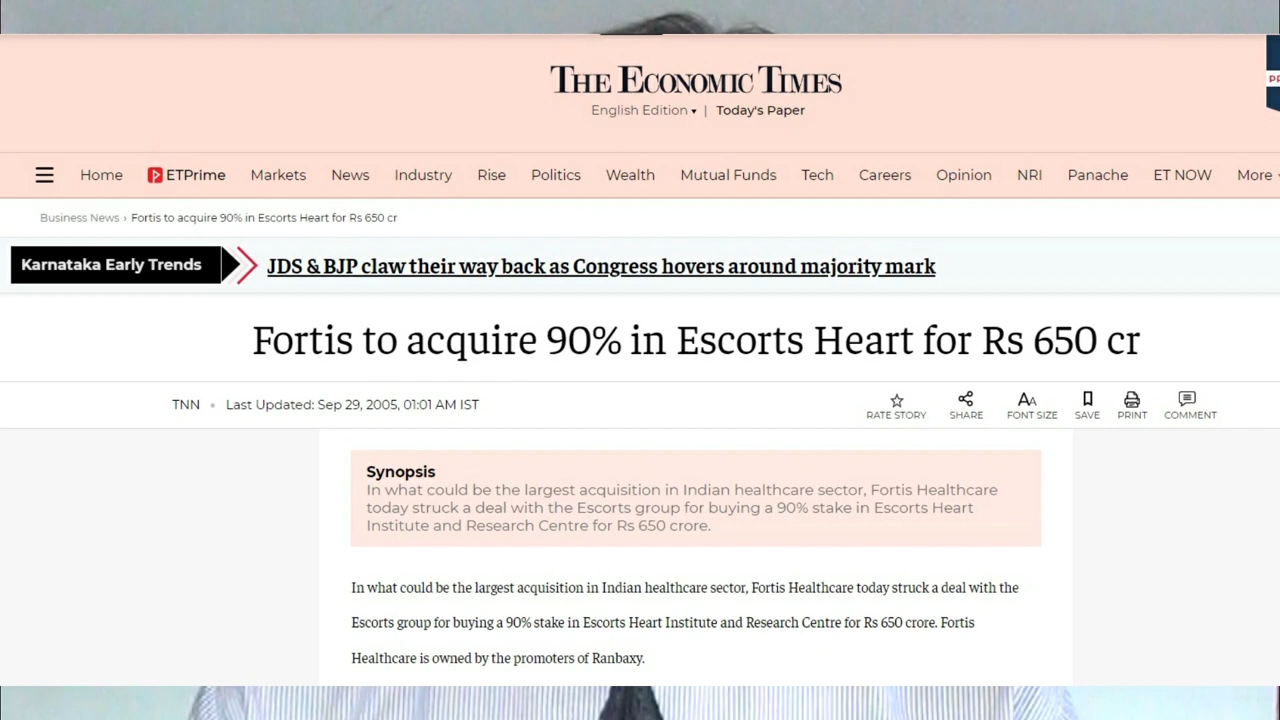 THE ECONOMIC TIMES
English Edition ▾ | Today's Paper
Home ETPrime Markets News Industry Rise Politics Wealth Mutual Funds Tech Careers Opinion NRI Panache ET NOW More
Business News › Fortis to acquire 90% in Escorts Heart for Rs 650 cr
Karnataka Early Trends JDS & BJP claw their way back as Congress hovers around majority mark
Fortis to acquire 90% in Escorts Heart for Rs 650 cr
TNN • Last Updated: Sep 29, 2005, 01:01 AM IST
RATE STORY SHARE FONT SIZE SAVE PRINT COMMENT
Synopsis
In what could be the largest acquisition in Indian healthcare sector, Fortis Healthcare
today struck a deal with the Escorts group for buying a 90% stake in Escorts Heart
Institute and Research Centre for Rs 650 crore.
In what could be the largest acquisition in Indian healthcare sector, Fortis Healthcare today struck a deal with the
Escorts group for buying a 90% stake in Escorts Heart Institute and Research Centre for Rs 650 crore. Fortis
Healthcare is owned by the promoters of Ranbaxy.